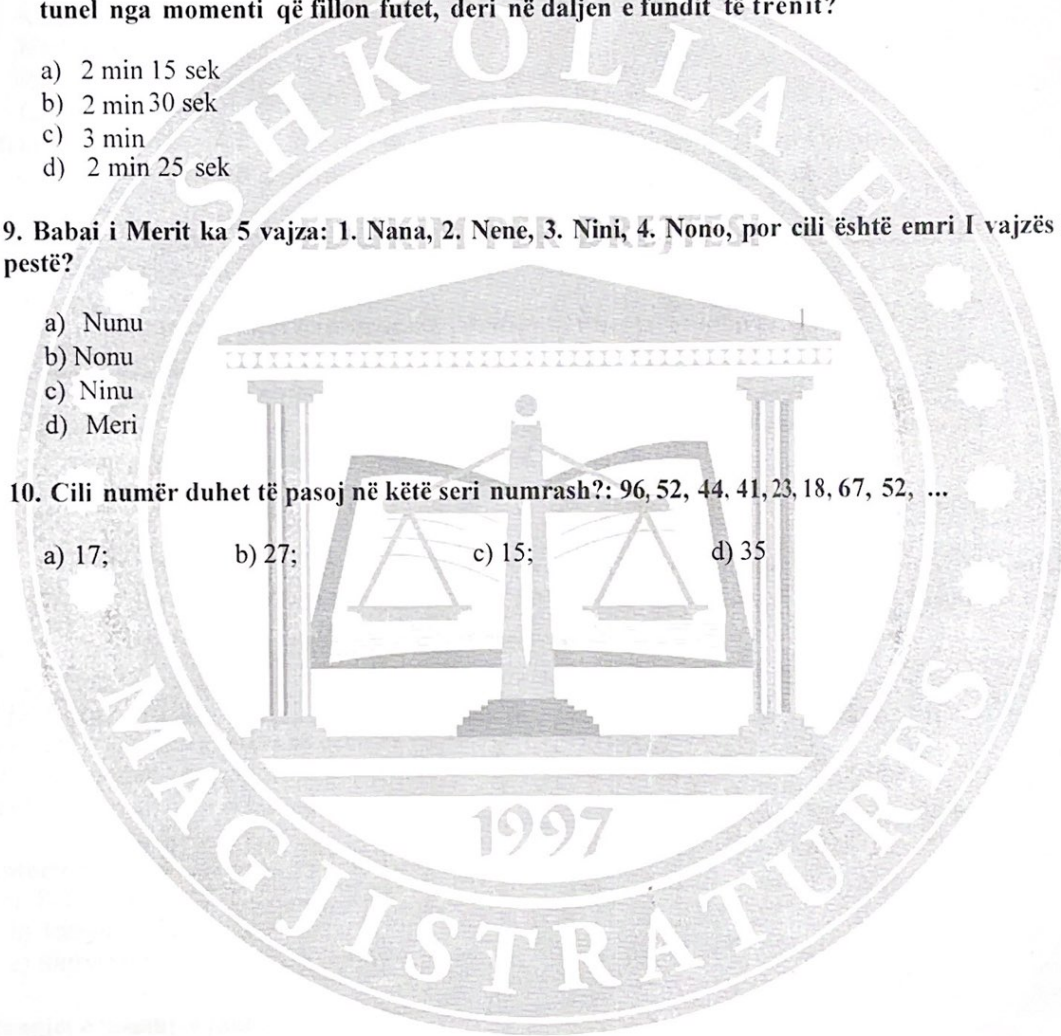 tunel nga momenti që fillon futet, deri në daljen e fundit të trenit?
a) 2 min 15 sek
b) 2 min 30 sek
c) 3 min
d) 2 min 25 sek
SHKOLLA E
EDUKIM PER DREJTESI
9. Babai i Merit ka 5 vajza: 1. Nana, 2. Nene, 3. Nini, 4. Nono, por cili është emri I vajzës
pestë?
a) Nunu
b) Nonu
c) Ninu
d) Meri
10. Cili numër duhet të pasoj në këtë seri numrash?: 96, 52, 44, 41, 23, 18, 67, 52, ...
a) 17; b) 27; c) 15; d) 35
1997
MAGJISTRATURES